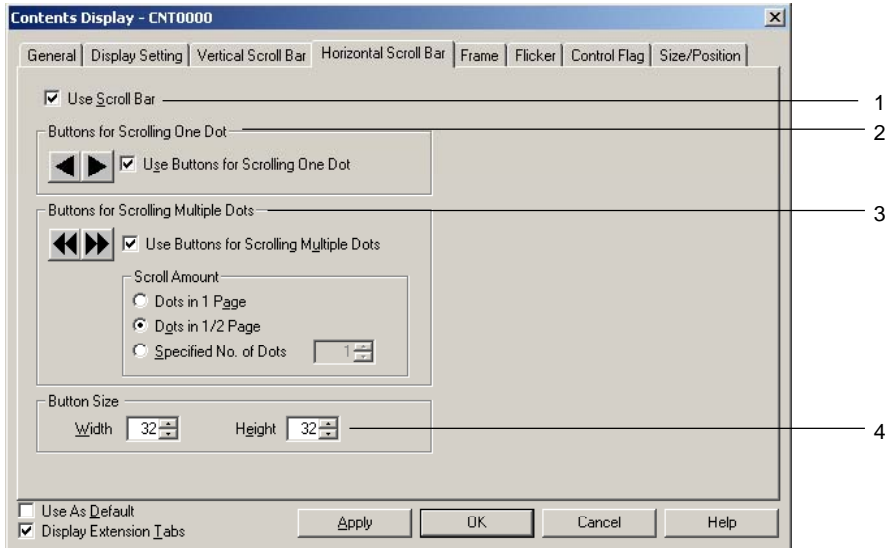 Contents Display - CNT0000
General Display Setting Vertical Scroll Bar Horizontal Scroll Bar Frame Flicker Control Flag Size/Position
Use Scroll Bar
1
Buttons for Scrolling One Dot
2
Use Buttons for Scrolling One Dot
Buttons for Scrolling Multiple Dots
3
Use Buttons for Scrolling Multiple Dots
Scroll Amount
Dots in 1 Page
Dots in 1/2 Page
Specified No. of Dots 1
Button Size
Width 32 Height 32
4
Use As Default
Display Extension Tabs
Apply OK Cancel Help